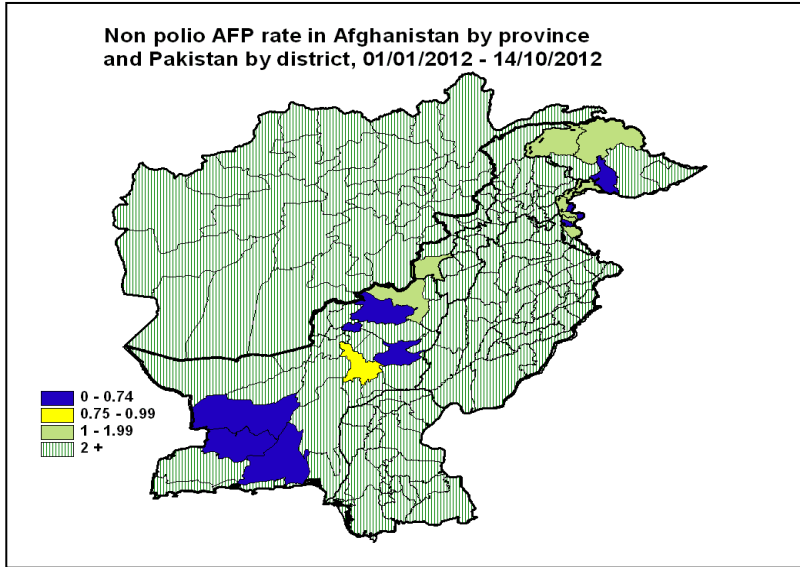 Non polio AFP rate in Afghanistan by province
and Pakistan by district, 01/01/2012 - 14/10/2012
0 - 0.74
0.75 - 0.99
1 - 1.99
2 +